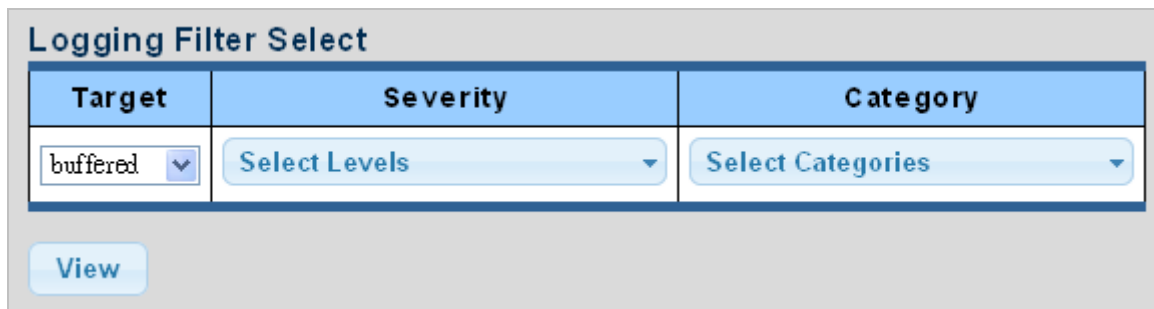 Logging Filter Select
Target Severity Category
buffered Select Levels Select Categories
View